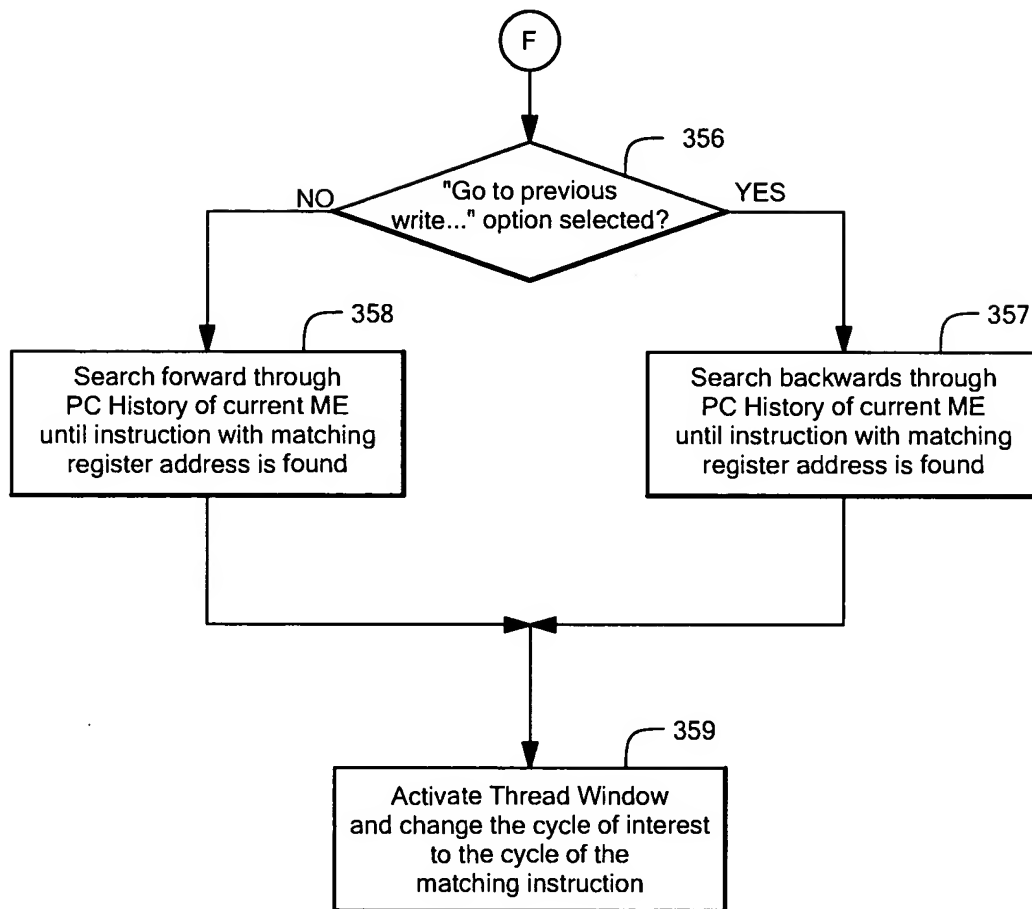 F
356
"Go to previous
write..." option selected?
NO
YES
358
Search forward through
PC History of current ME
until instruction with matching
register address is found
357
Search backwards through
PC History of current ME
until instruction with matching
register address is found
359
Activate Thread Window
and change the cycle of interest
to the cycle of the
matching instruction